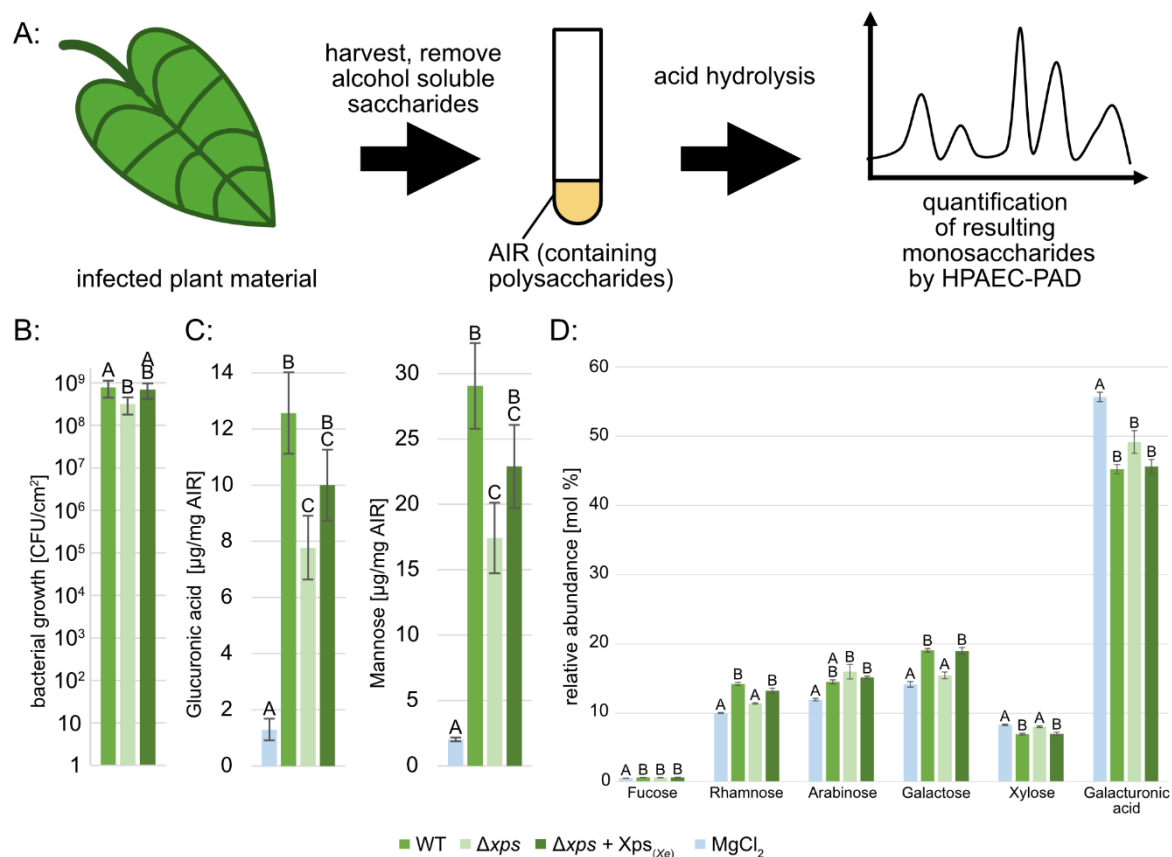 A:
harvest, remove
alcohol soluble
saccharides
acid hydrolysis
infected plant material
AIR (containing
polysaccharides)
quantification
of resulting
monosaccharides
by HPAEC-PAD
B:
bacterial growth [CFU/cm²]
10⁹
10⁸
10⁷
10⁶
10⁵
10⁴
10³
10²
10
1
A
B
A
B
C:
Glucuronic acid [µg/mg AIR]
14
12
10
8
6
4
2
0
A
B
C
B
C
Mannose [µg/mg AIR]
30
25
20
15
10
5
0
A
B
C
B
C
D:
relative abundance [mol %]
60
50
40
30
20
10
0
A B B B
A B A B
A A B B B
A B A B
A B A B
A B B B
Fucose
Rhamnose
Arabinose
Galactose
Xylose
Galacturonic
acid
WT Δxps Δxps + Xps(Xe) MgCl₂